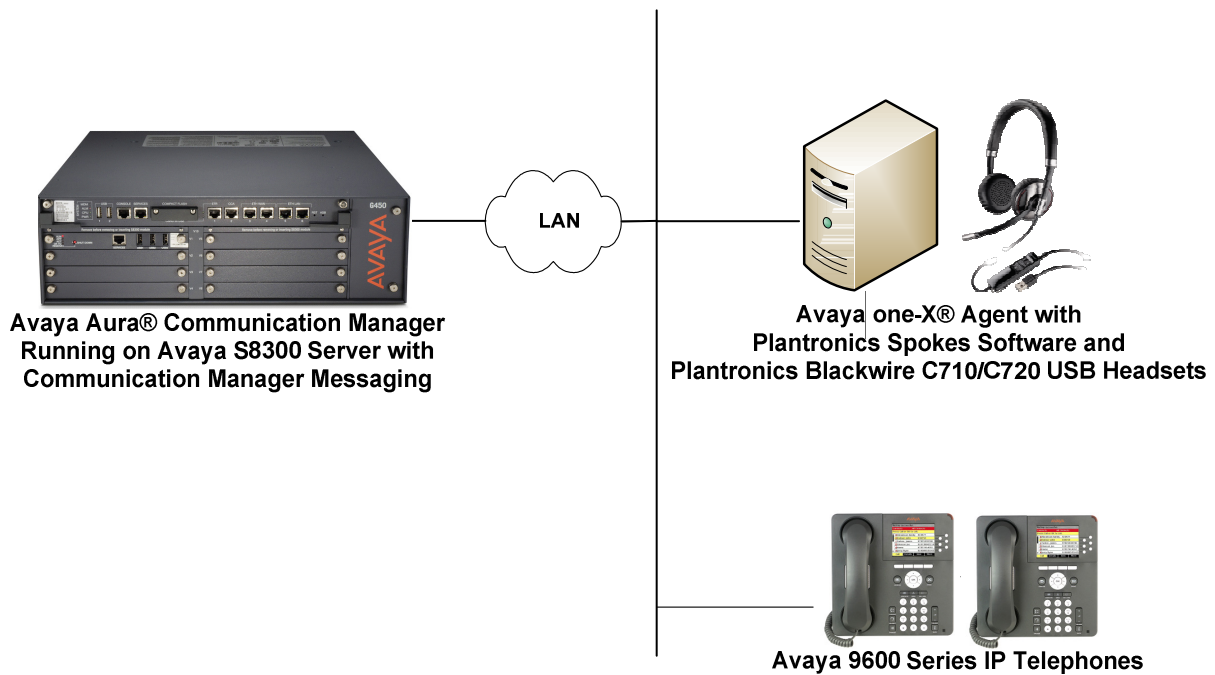 G450
AVAYA
LAN
Avaya Aura® Communication Manager
Running on Avaya S8300 Server with
Communication Manager Messaging
Avaya one-X® Agent with
Plantronics Spokes Software and
Plantronics Blackwire C710/C720 USB Headsets
Avaya 9600 Series IP Telephones